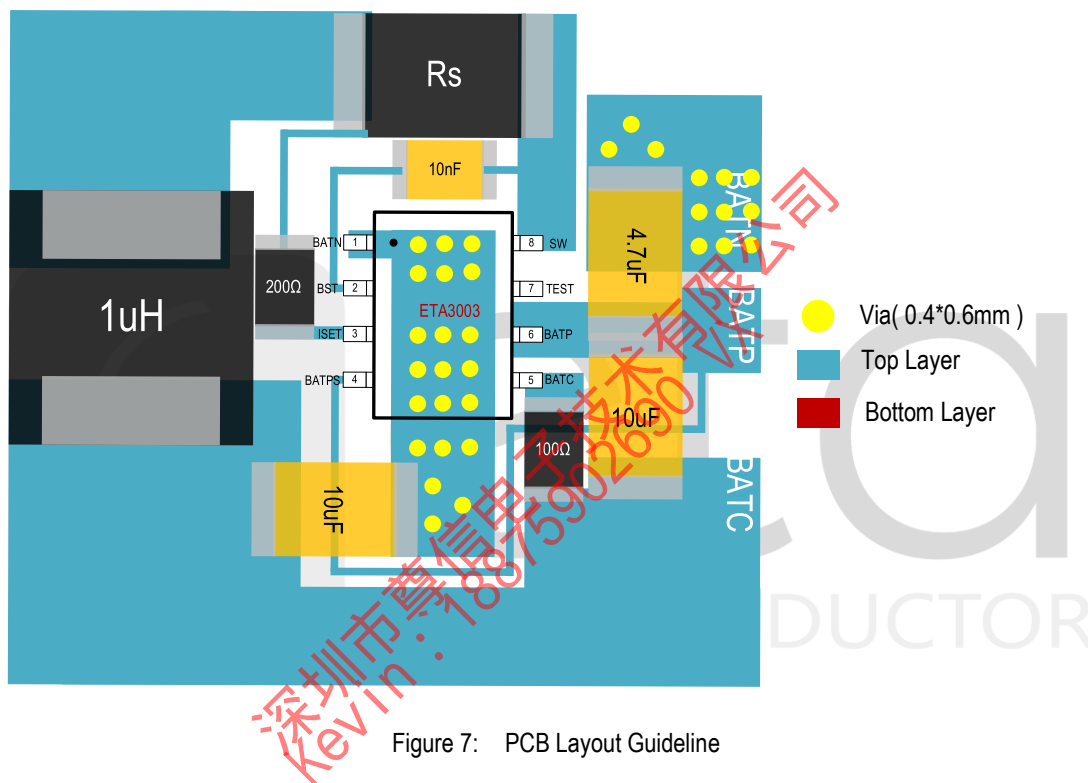 Rs
10nF
BATN 1
8 SW
200Ω
BST 2
7 TEST
ETA3003
1uH
ISET 3
6 BATP
BATPS 4
5 BATC
4.7uF
10uF
100Ω
10uF
BATN
BATP
BATC
Via( 0.4*0.6mm )
Top Layer
Bottom Layer
DUCTOR
深圳市尊信电子技术有限公司
Kevin：18875902690
Figure 7: PCB Layout Guideline